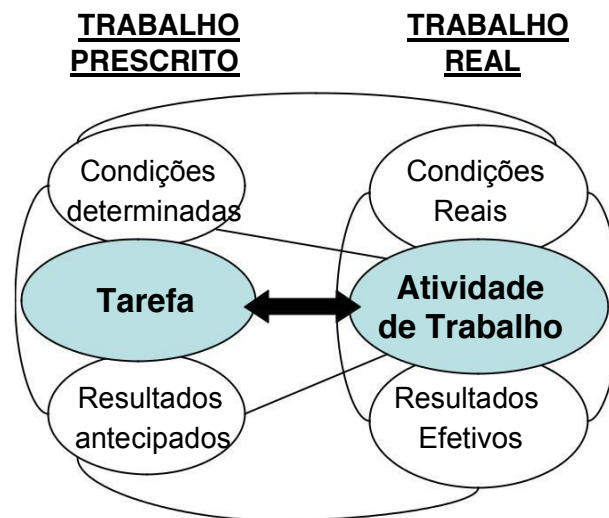 TRABALHO
PRESCRITO
TRABALHO
REAL
Condições
determinadas
Condições
Reais
Tarefa
Atividade
de Trabalho
Resultados
antecipados
Resultados
Efetivos